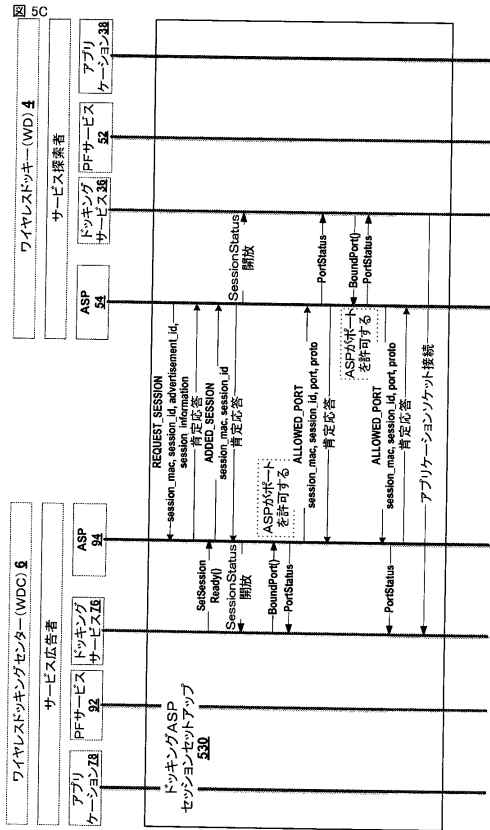 図 5C
ワイヤレスドッキングセンター(WDC) 6
ワイヤレスドッキー(WD) 4
サービス広告者
サービス探索者
アプリ
ケーション78
PFサービス
92
ドッキング
サービス76
ASP
94
ASP
54
ドッキング
サービス36
PFサービス
52
アプリ
ケーション38
ドッキングASP
セッションセットアップ
530
REQUEST_SESSION
session_mac, session_id, advertisement_id,
session_information
肯定応答
SetSession
Ready()
ADDED_SESSION
session_mac, session_id
肯定応答
SessionStatus
開放
SessionStatus
開放
BoundPort()
PortStatus
ASPがポート
を許可する
ALLOWED_PORT
session_mac, session_id, port, proto
肯定応答
PortStatus
BoundPort()
PortStatus
ASPがポート
を許可する
ALLOWED_PORT
session_mac, session_id, port, proto
肯定応答
PortStatus
アプリケーションソケット接続